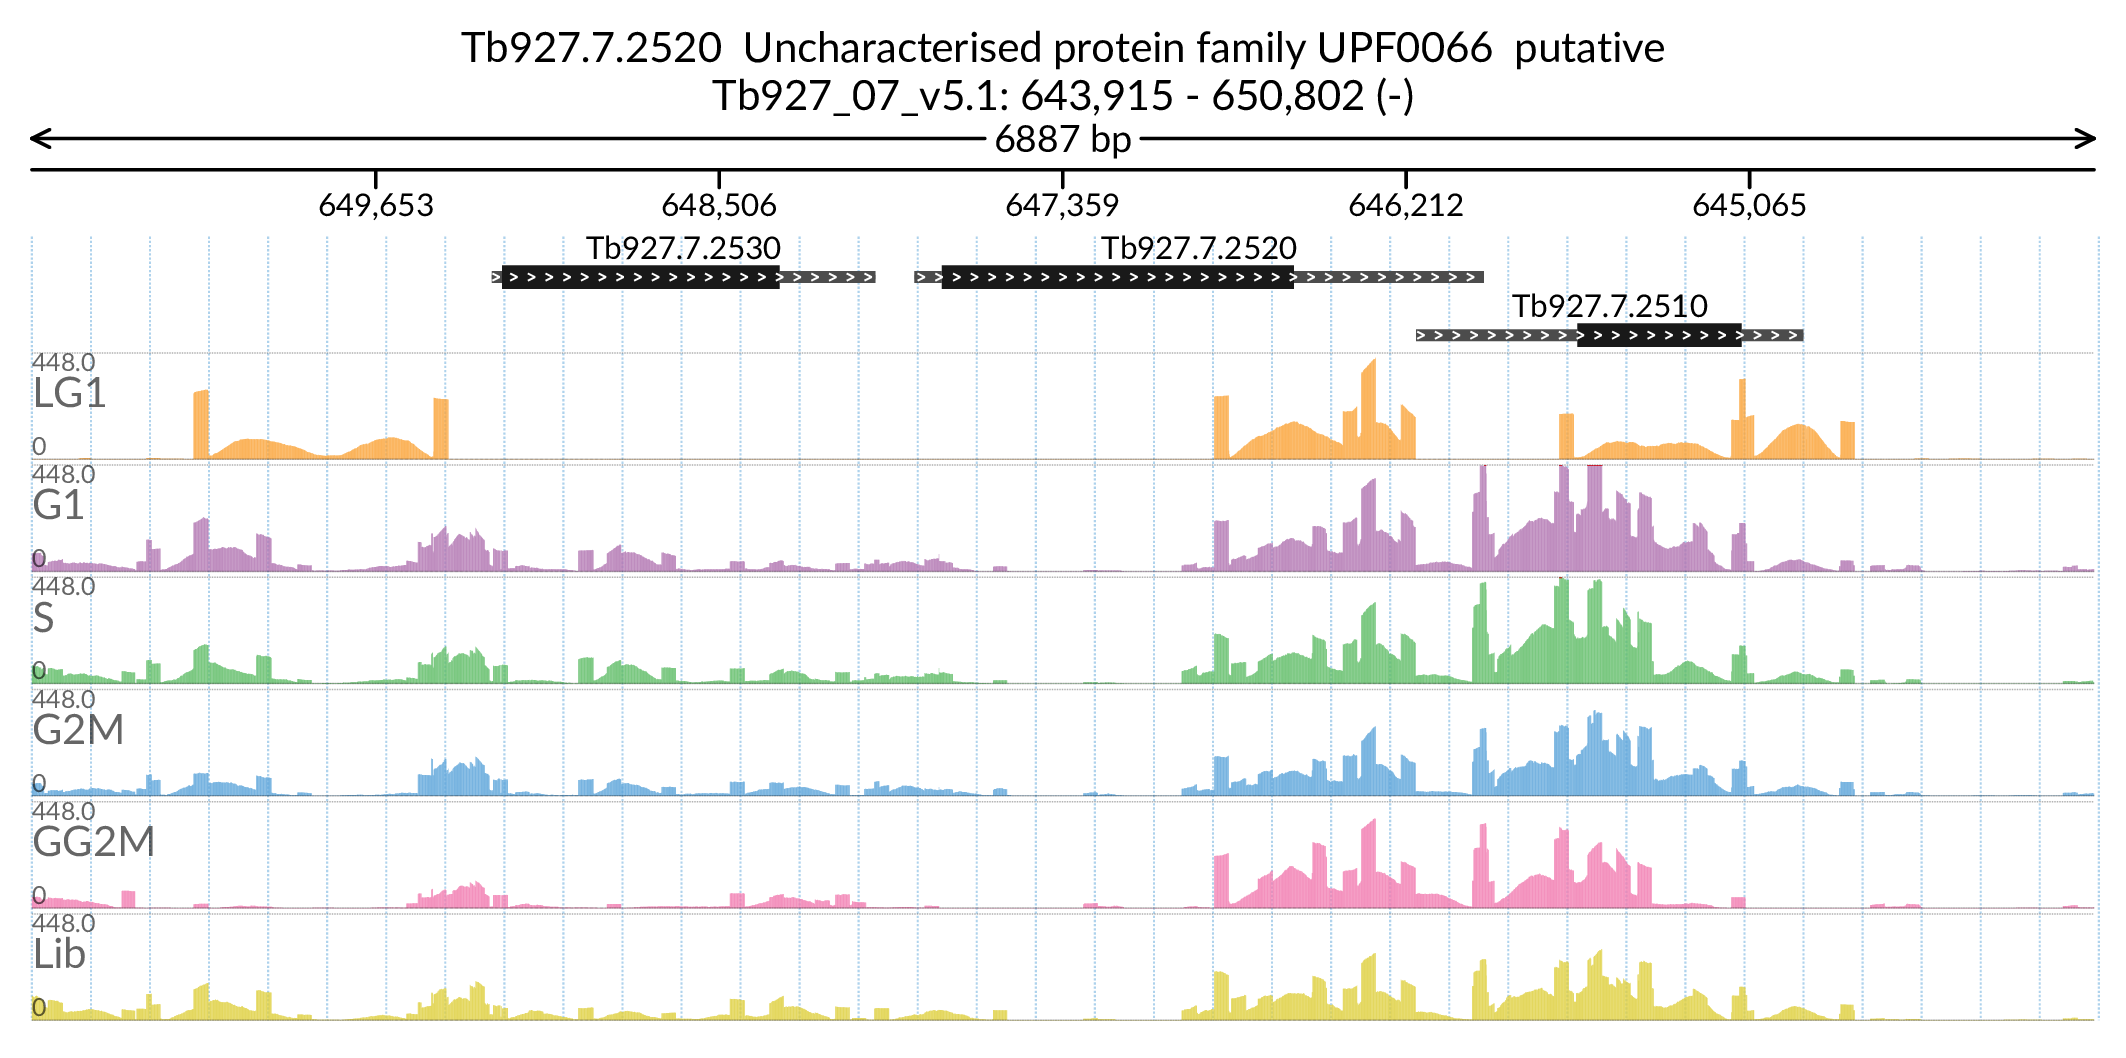 Tb927.7.2520  Uncharacterised protein family UPF0066  putative
Tb927_07_v5.1: 643,915 - 650,802 (-)
6887 bp
649,653 648,506 647,359 646,212 645,065
Tb927.7.2530 Tb927.7.2520
Tb927.7.2510
448.0
LG1
0
448.0
G1
0
448.0
S
0
448.0
G2M
0
448.0
GG2M
0
448.0
Lib
0